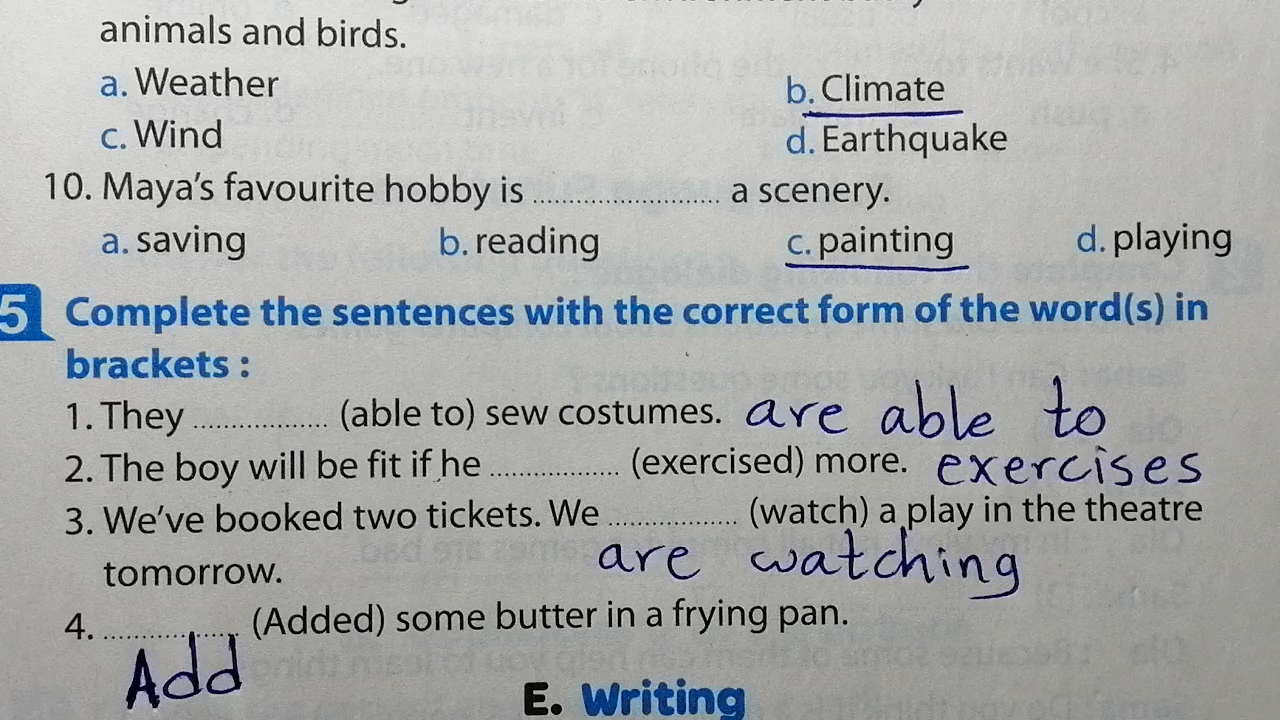 animals and birds.
a. Weather b. Climate
c. Wind d. Earthquake
10. Maya's favourite hobby is ........................ a scenery.
a. saving b. reading c. painting d. playing
5 Complete the sentences with the correct form of the word(s) in
brackets :
1. They ................. (able to) sew costumes. are able to
2. The boy will be fit if he ................ (exercised) more. exercises
3. We've booked two tickets. We ................ (watch) a play in the theatre
are watching
tomorrow.
4. ................. (Added) some butter in a frying pan.
Add
E. Writing